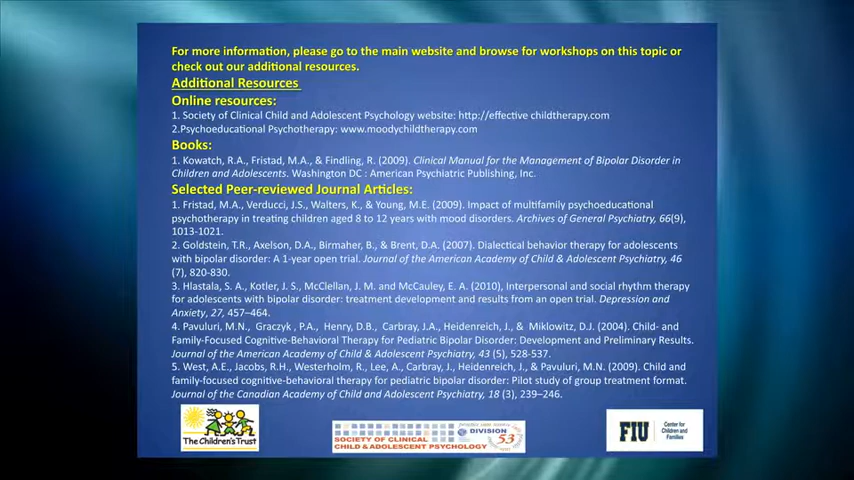 For more information, please go to the main website and browse for workshops on this topic or
check out our additional resources.
Additional Resources
Online resources:
1. Society of Clinical Child and Adolescent Psychology website: http://effective childtherapy.com
2.Psychoeducational Psychotherapy: www.moodychildtherapy.com
Books:
1. Kowatch, R.A., Fristad, M.A., & Findling, R. (2009). Clinical Manual for the Management of Bipolar Disorder in
Children and Adolescents. Washington DC : American Psychiatric Publishing, Inc.
Selected Peer-reviewed Journal Articles:
1. Fristad, M.A., Verducci, J.S., Walters, K., & Young, M.E. (2009). Impact of multifamily psychoeducational
psychotherapy in treating children aged 8 to 12 years with mood disorders. Archives of General Psychiatry, 66(9),
1013-1021.
2. Goldstein, T.R., Axelson, D.A., Birmaher, B., & Brent, D.A. (2007). Dialectical behavior therapy for adolescents
with bipolar disorder: A 1-year open trial. Journal of the American Academy of Child & Adolescent Psychiatry, 46
(7), 820-830.
3. Hlastala, S. A., Kotler, J. S., McClellan, J. M. and McCauley, E. A. (2010), Interpersonal and social rhythm therapy
for adolescents with bipolar disorder: treatment development and results from an open trial. Depression and
Anxiety, 27, 457–464.
4. Pavuluri, M.N., Graczyk , P.A., Henry, D.B., Carbray, J.A., Heidenreich, J., & Miklowitz, D.J. (2004). Child- and
Family-Focused Cognitive-Behavioral Therapy for Pediatric Bipolar Disorder: Development and Preliminary Results.
Journal of the American Academy of Child & Adolescent Psychiatry, 43 (5), 528-537.
5. West, A.E., Jacobs, R.H., Westerholm, R., Lee, A., Carbray, J., Heidenreich, J., & Pavuluri, M.N. (2009). Child and
family-focused cognitive-behavioral therapy for pediatric bipolar disorder: Pilot study of group treatment format.
Journal of the Canadian Academy of Child and Adolescent Psychiatry, 18 (3), 239–246.
The Children's Trust
DIVISION 53
SOCIETY OF CLINICAL
CHILD & ADOLESCENT PSYCHOLOGY
FIU
Center for
Children and
Families